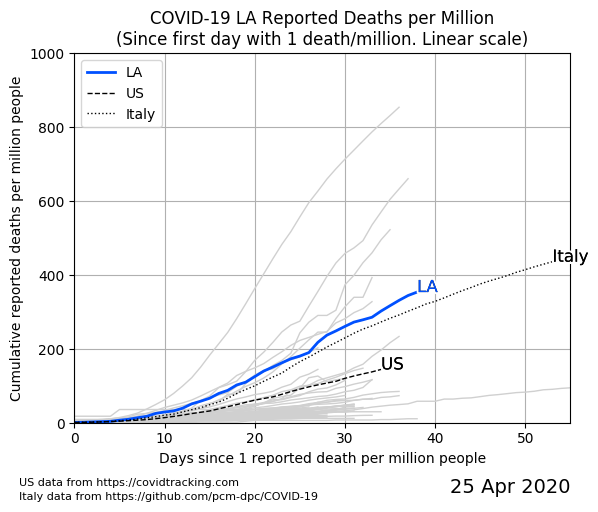 COVID-19 LA Reported Deaths per Million
(Since first day with 1 death/million. Linear scale)
Cumulative reported deaths per million people
1000
800
600
400
200
0
LA
US
Italy
Italy
LA
US
0 10 20 30 40 50
Days since 1 reported death per million people
US data from https://covidtracking.com
Italy data from https://github.com/pcm-dpc/COVID-19
25 Apr 2020